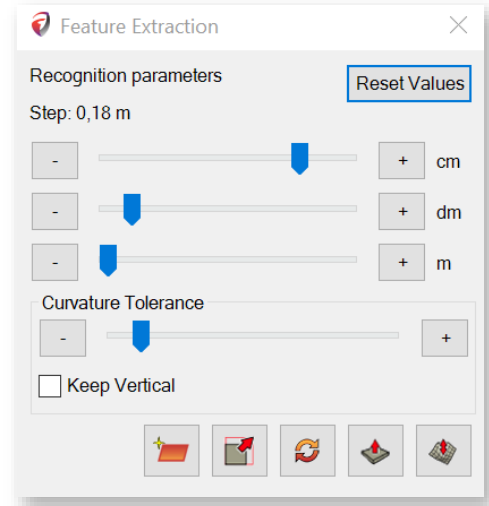 Feature Extraction
Recognition parameters
Reset Values
Step: 0,18 m
- + cm
- + dm
- + m
Curvature Tolerance
- +
Keep Vertical